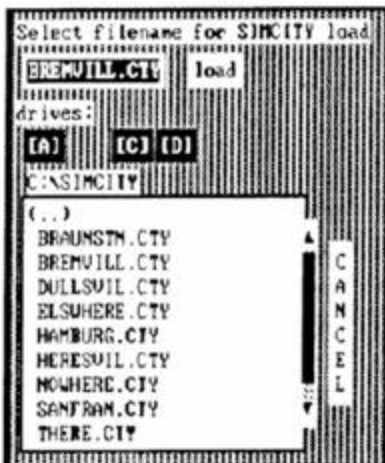 Select filename for SIMCITY load
BREMVILL.CTY load
drives:
[A] [C] [D]
C:\SIMCITY
(..)
BRAUNSTN.CTY
BREMVILL.CTY
DULLSVIL.CTY
ELSWHERE.CTY
HAMBURG.CTY
HERESVIL.CTY
NOWHERE.CTY
SANFRAN.CTY
THERE.CTY
CANCEL